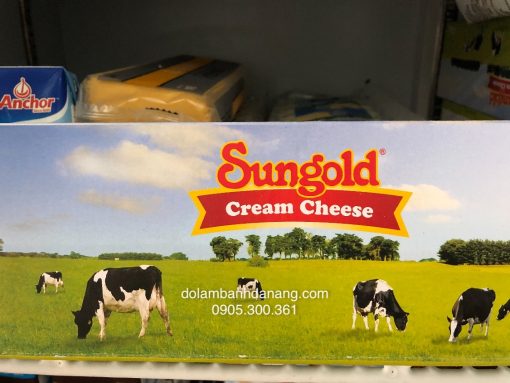 Anchor
Sungold®
Cream Cheese
dolambanhdanang.com
0905.300.361